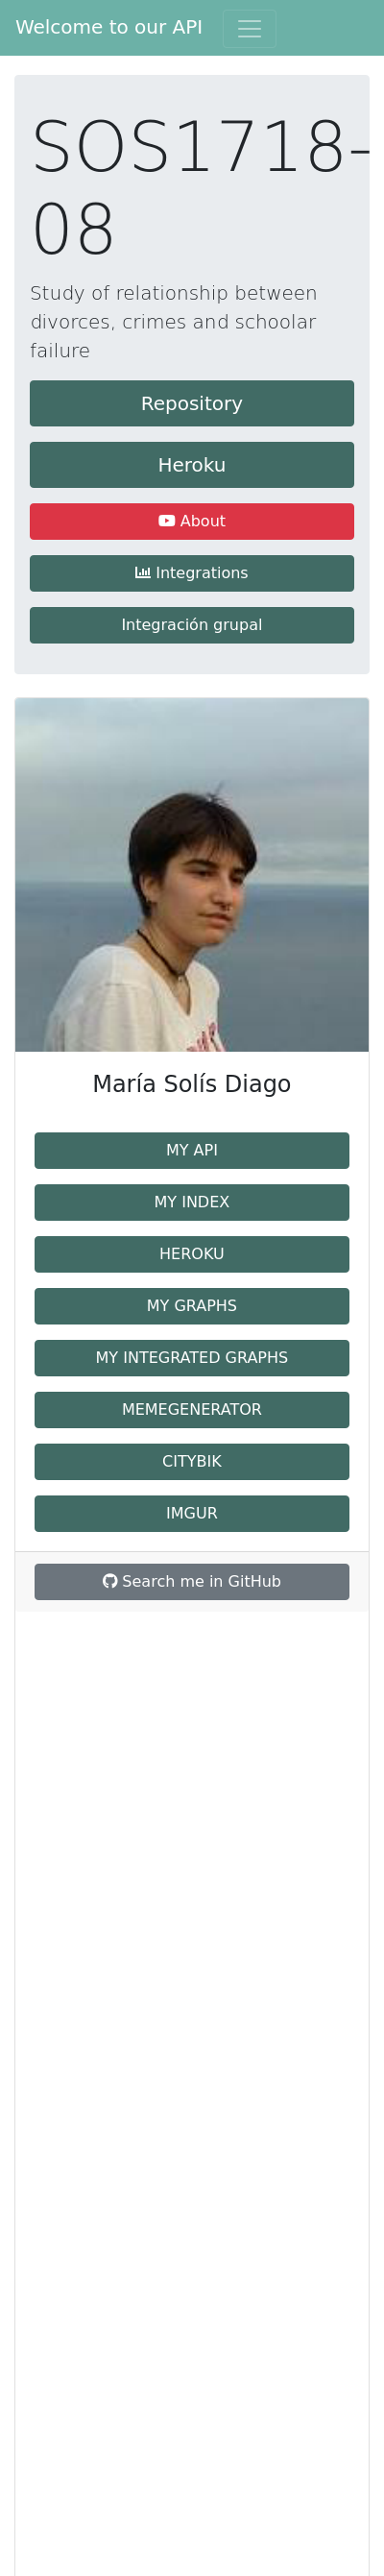 Welcome to our API
SOS1718-
08
Study of relationship between
divorces, crimes and schoolar
failure
Repository
Heroku
About
Integrations
Integración grupal
María Solís Diago
MY API
MY INDEX
HEROKU
MY GRAPHS
MY INTEGRATED GRAPHS
MEMEGENERATOR
CITYBIK
IMGUR
Search me in GitHub